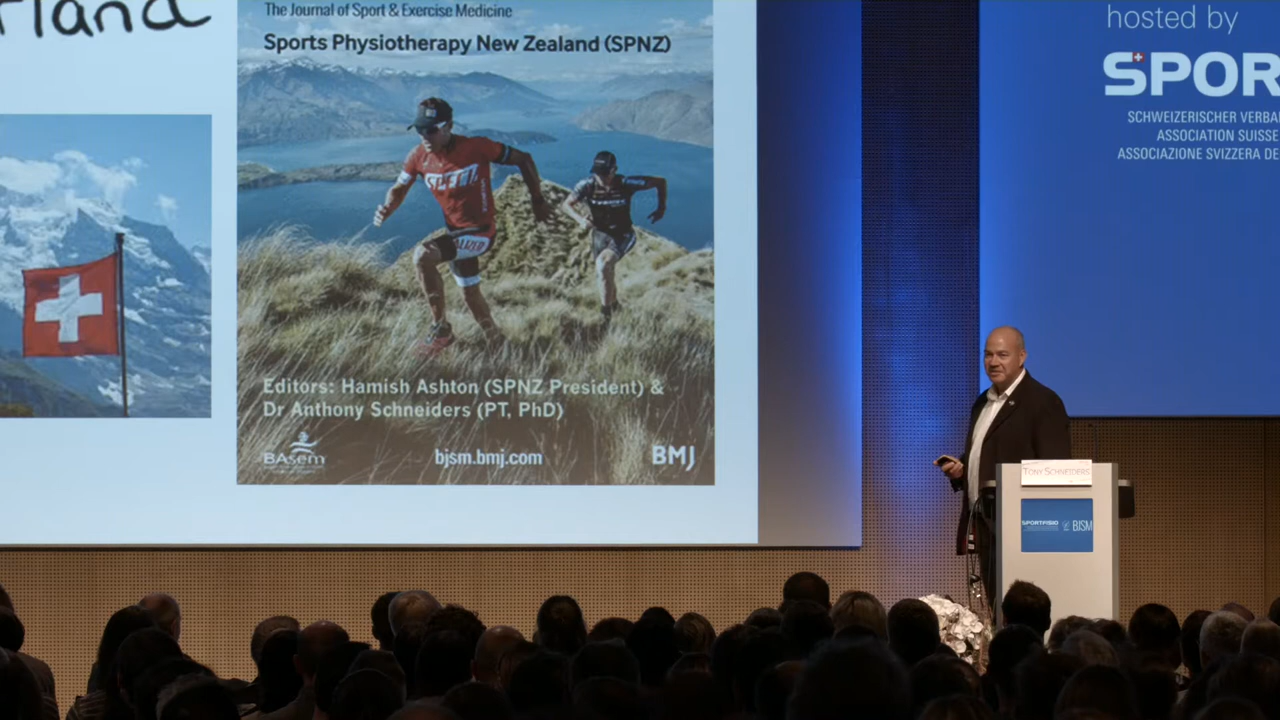 rland
The Journal of Sport & Exercise Medicine
Sports Physiotherapy New Zealand (SPNZ)
Editors: Hamish Ashton (SPNZ President) &
Dr Anthony Schneiders (PT, PhD)
BASem
bjsm.bmj.com
BMJ
hosted by
SPOR
SCHWEIZERISCHER VERBA
ASSOCIATION SUISSE
ASSOCIAZIONE SVIZZERA DE
TONY SCHNEIDERS
SPORTFISIO
BJSM